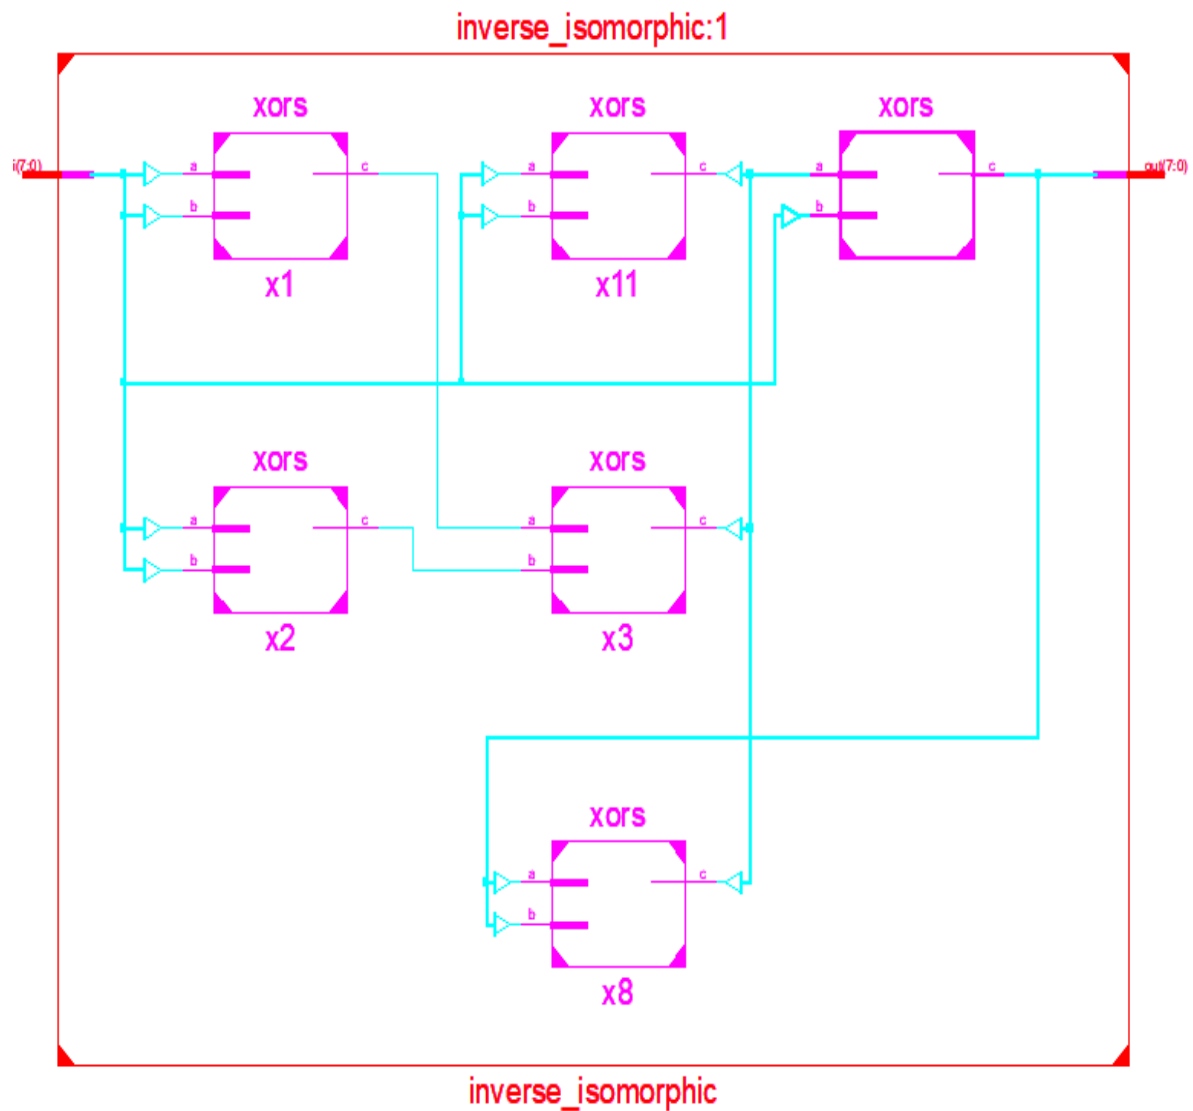 inverse_isomorphic:1
xors xors xors
i(7:0) a c a c a c out(7:0)
b b b
x1 x11
xors xors
a c a c
b b
x2 x3
xors
a c
b
x8
inverse_isomorphic